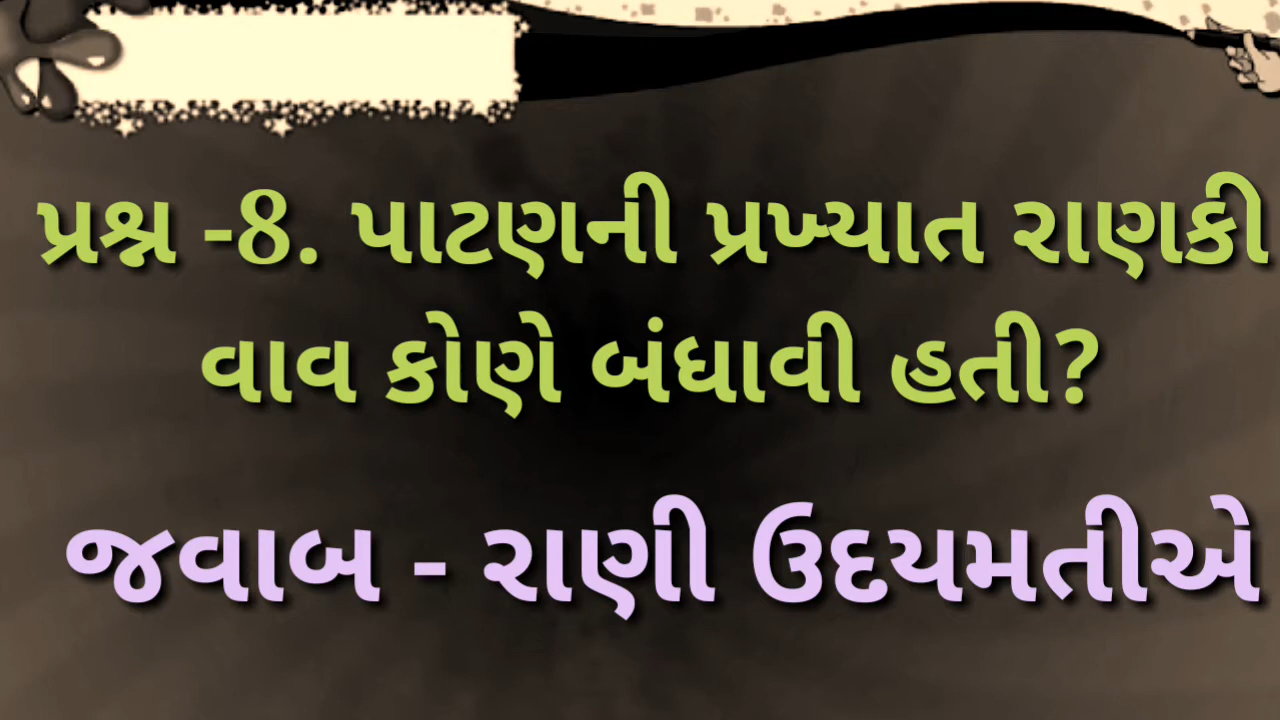 પ્રશ્ન -8. પાટણની પ્રખ્યાત રાણકી
વાવ કોણે બંધાવી હતી?
જવાબ - રાણી ઉદયમતીએ